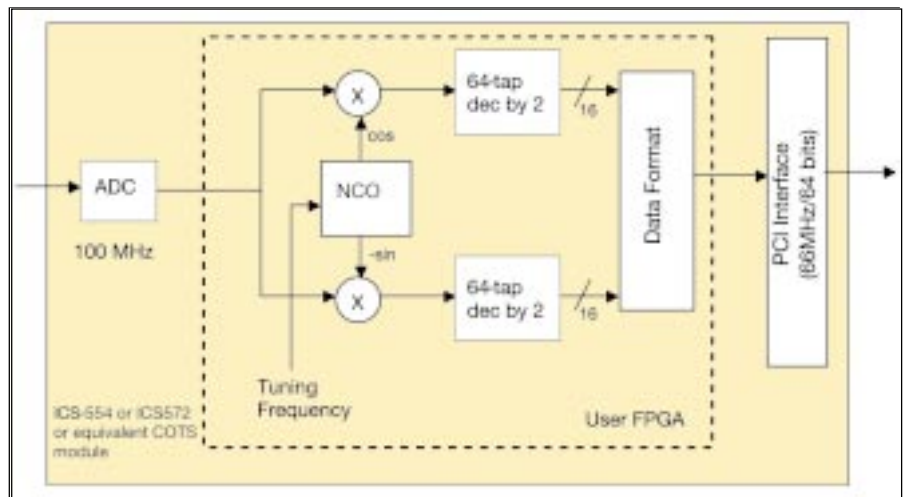 ADC
100 MHz
X
cos
NCO
-sin
X
64-tap
dec by 2
16
64-tap
dec by 2
16
Data Format
PCI Interface
(66MHz/64 bits)
Tuning
Frequency
User FPGA
ICS-554 or ICS572
or equivalent COTS
module